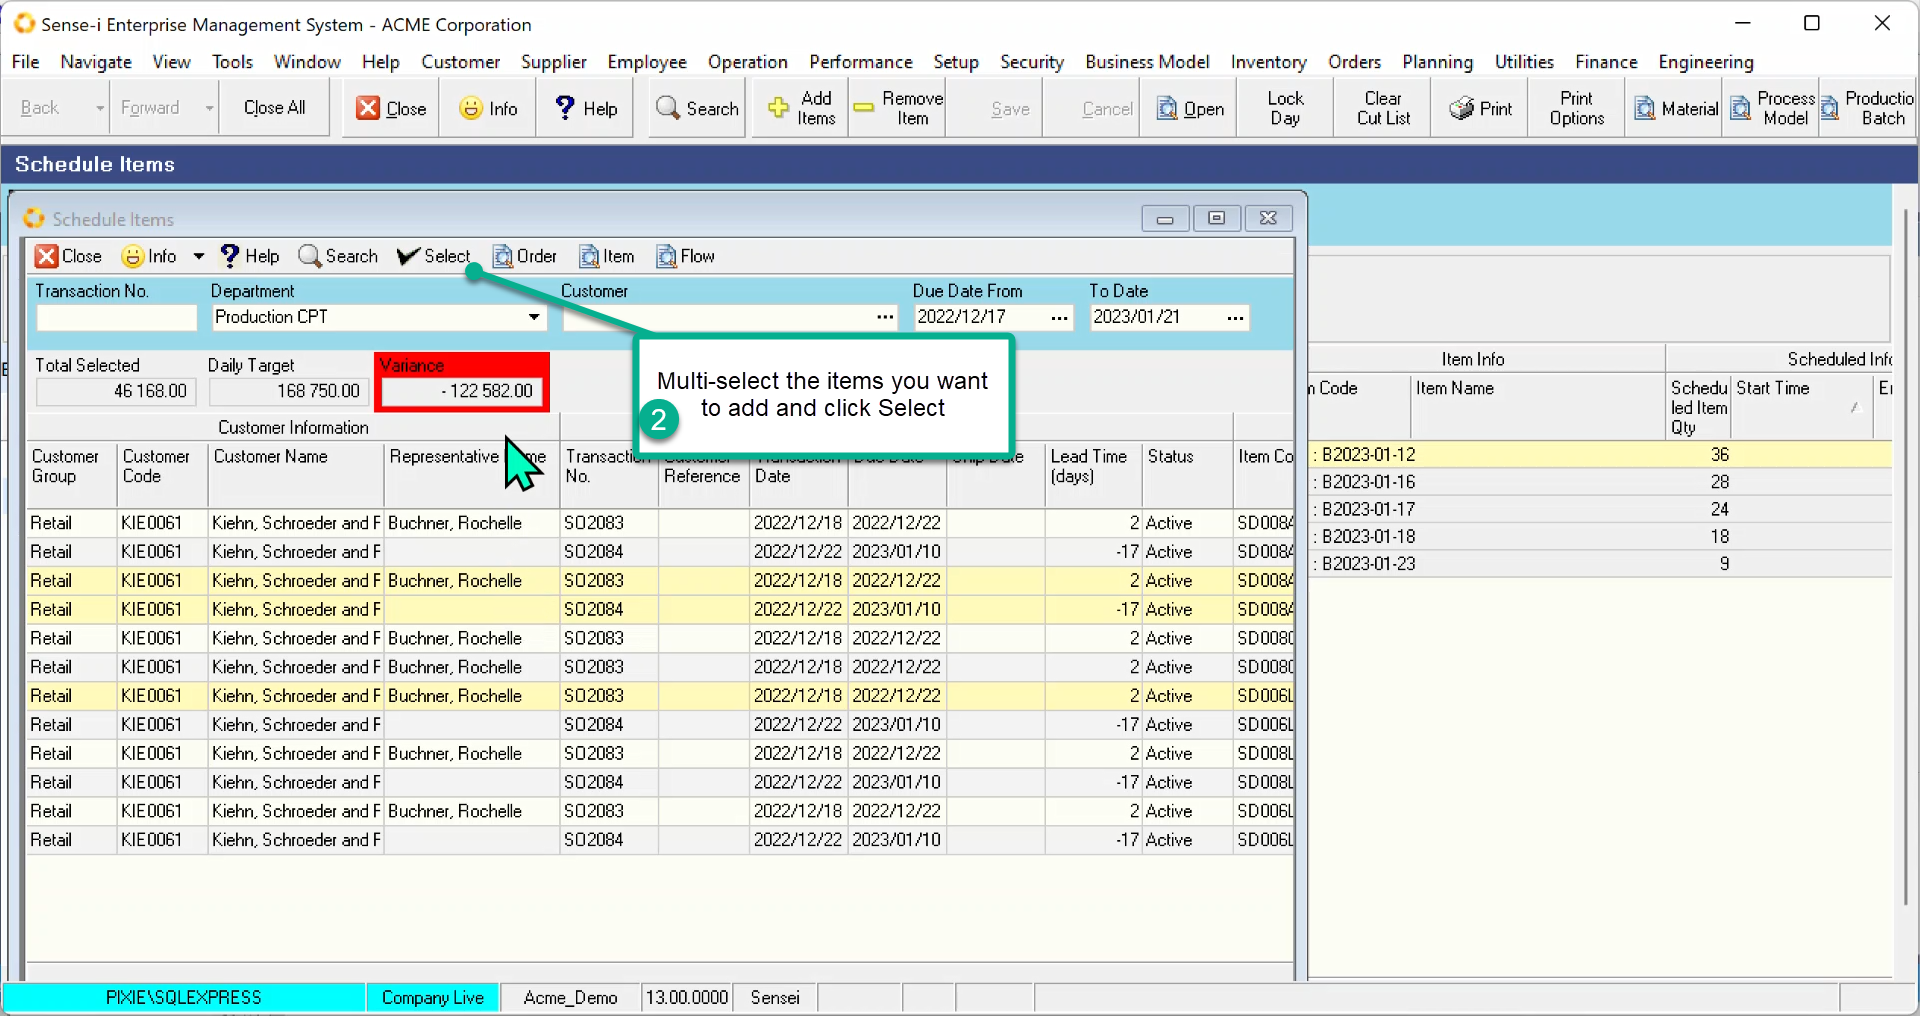 Sense-i Enterprise Management System - ACME Corporation
File Navigate View Tools Window Help Customer Supplier Employee Operation Performance Setup Security Business Model Inventory Orders Planning Utilities Finance Engineering
Back Forward Close All Close Info Help Search Add Items Remove Item Save Cancel Open Lock Day Clear Cut List Print Print Options Material Process Model Productio Batch
Schedule Items
Schedule Items
Close Info Help Search Select Order Item Flow
Transaction No. Department Customer Due Date From To Date
Production CPT 2022/12/17 ... 2023/01/21 ...
Total Selected Daily Target Variance
46 168.00 168 750.00 - 122 582.00
Multi-select the items you want
to add and click Select
2
Customer Information
Customer Group Customer Code Customer Name Representative Transaction No. Reference Date Lead Time (days) Status Item Co
Retail KIE0061 Kiehn, Schroeder and F Buchner, Rochelle SO2083 2022/12/18 2022/12/22 2 Active SD008A
Retail KIE0061 Kiehn, Schroeder and F SO2084 2022/12/22 2023/01/10 -17 Active SD008A
Retail KIE0061 Kiehn, Schroeder and F Buchner, Rochelle SO2083 2022/12/18 2022/12/22 2 Active SD008A
Retail KIE0061 Kiehn, Schroeder and F SO2084 2022/12/22 2023/01/10 -17 Active SD008A
Retail KIE0061 Kiehn, Schroeder and F Buchner, Rochelle SO2083 2022/12/18 2022/12/22 2 Active SD008C
Retail KIE0061 Kiehn, Schroeder and F Buchner, Rochelle SO2083 2022/12/18 2022/12/22 2 Active SD008C
Retail KIE0061 Kiehn, Schroeder and F Buchner, Rochelle SO2083 2022/12/18 2022/12/22 2 Active SD006L
Retail KIE0061 Kiehn, Schroeder and F SO2084 2022/12/22 2023/01/10 -17 Active SD006L
Retail KIE0061 Kiehn, Schroeder and F Buchner, Rochelle SO2083 2022/12/18 2022/12/22 2 Active SD008L
Retail KIE0061 Kiehn, Schroeder and F SO2084 2022/12/22 2023/01/10 -17 Active SD008L
Retail KIE0061 Kiehn, Schroeder and F Buchner, Rochelle SO2083 2022/12/18 2022/12/22 2 Active SD006L
Retail KIE0061 Kiehn, Schroeder and F SO2084 2022/12/22 2023/01/10 -17 Active SD006L
Item Info Scheduled Info
Code Item Name Schedu led Item Qty Start Time
: B2023-01-12 36
: B2023-01-16 28
: B2023-01-17 24
: B2023-01-18 18
: B2023-01-23 9
PIXIE\SQLEXPRESS Company Live Acme_Demo 13.00.0000 Sensei